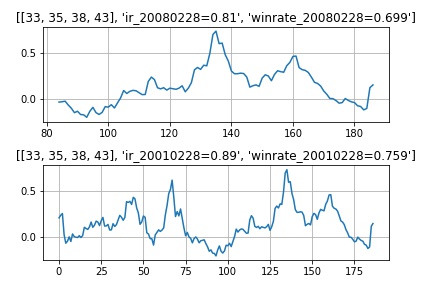 [[33, 35, 38, 43], 'ir_20080228=0.81', 'winrate_20080228=0.699']
0.5
0.0
80 100 120 140 160 180
[[33, 35, 38, 43], 'ir_20010228=0.89', 'winrate_20010228=0.759']
0.5
0.0
0 25 50 75 100 125 150 175